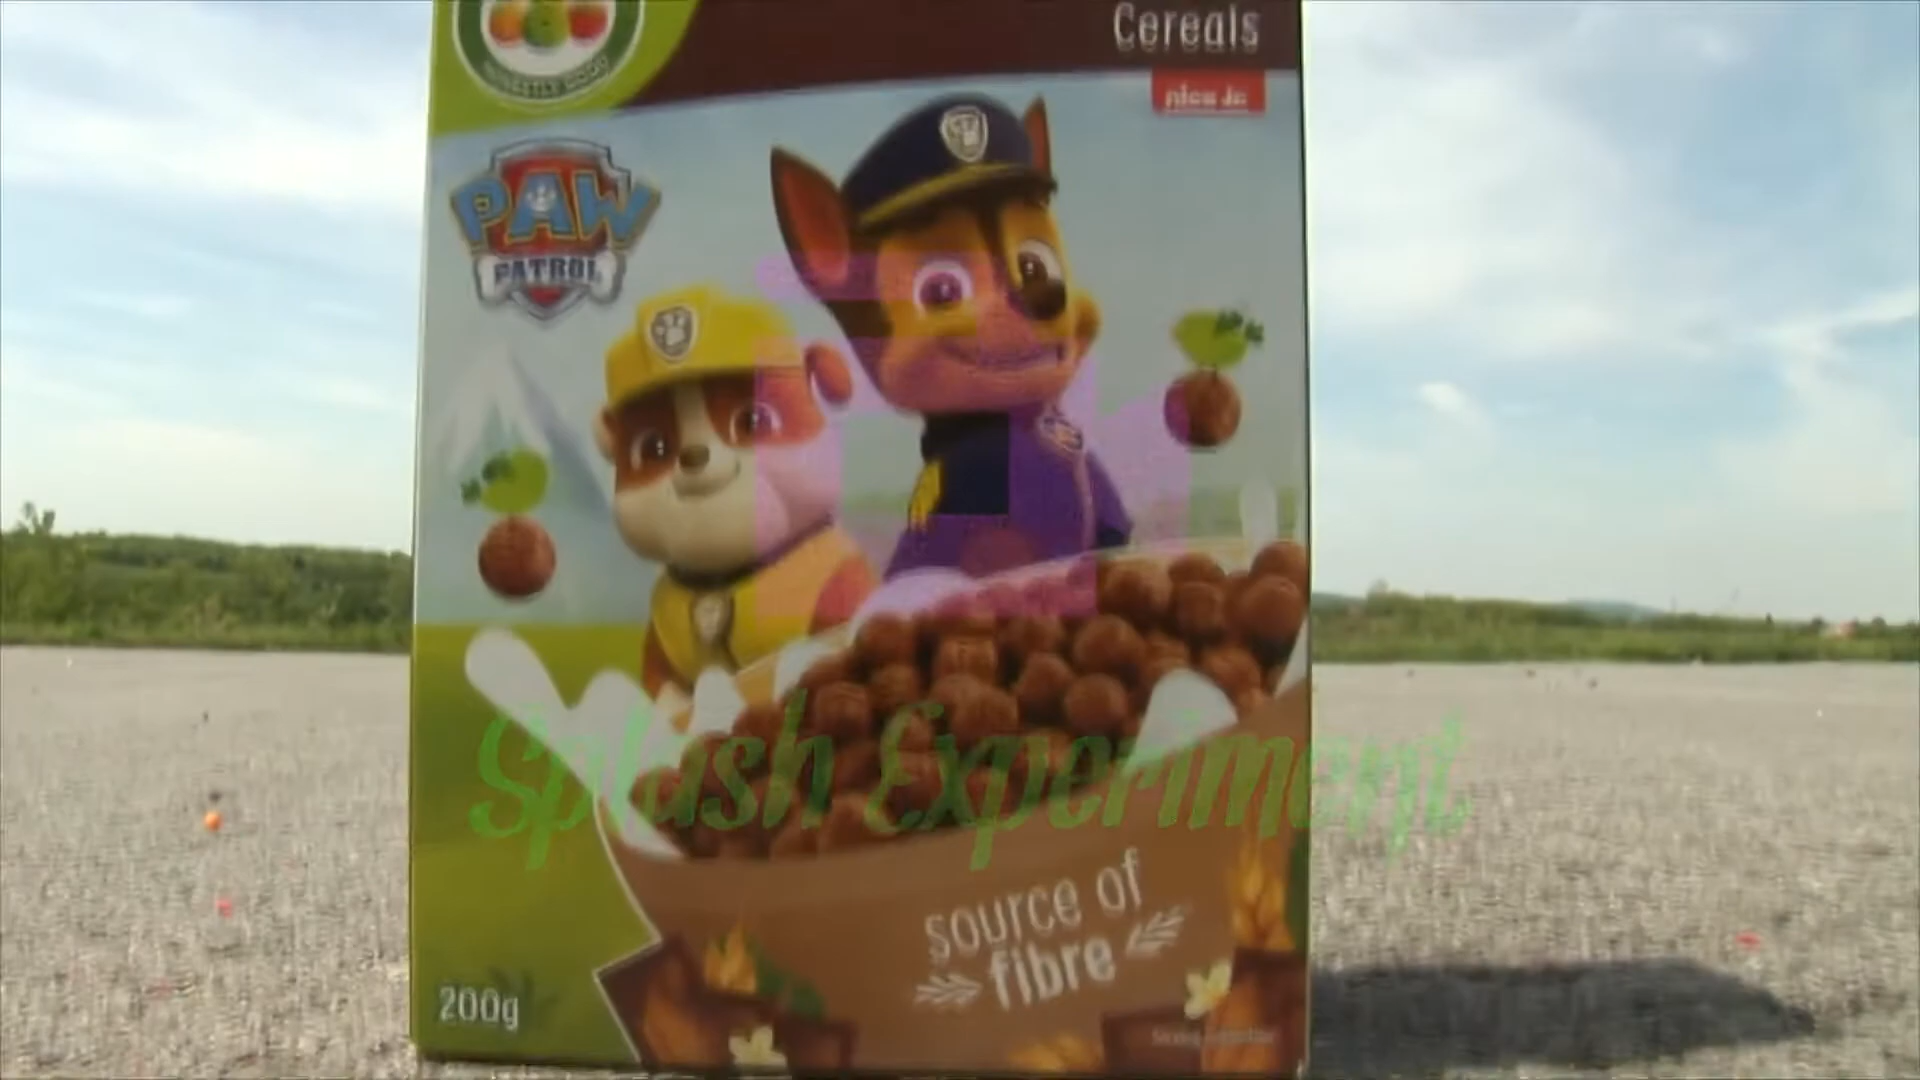 Cereals
PAW
PATROL
Splash Experiment
source of
fibre
200g